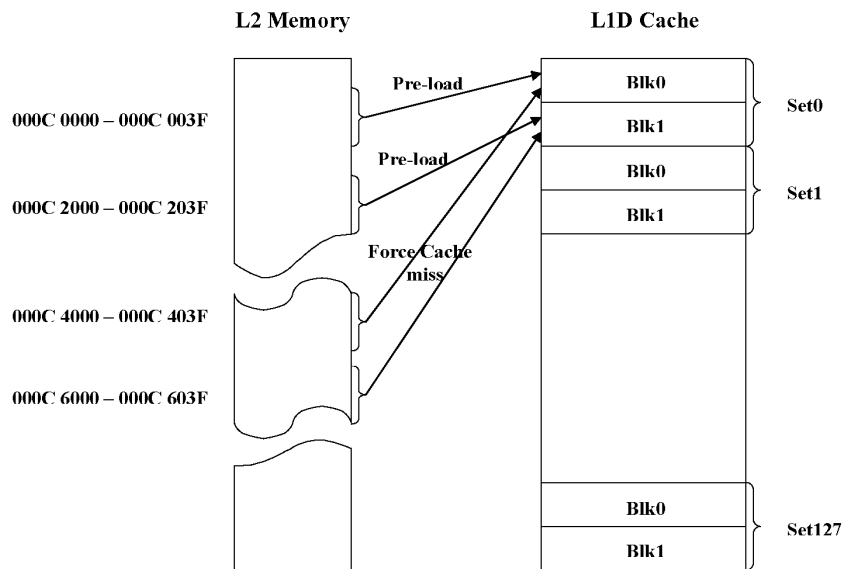 L2 Memory
L1D Cache
000C 0000 – 000C 003F
Pre-load
Blk0
Set0
Blk1
000C 2000 – 000C 203F
Pre-load
Blk0
Set1
Blk1
Force Cache
miss
000C 4000 – 000C 403F
000C 6000 – 000C 603F
Blk0
Set127
Blk1